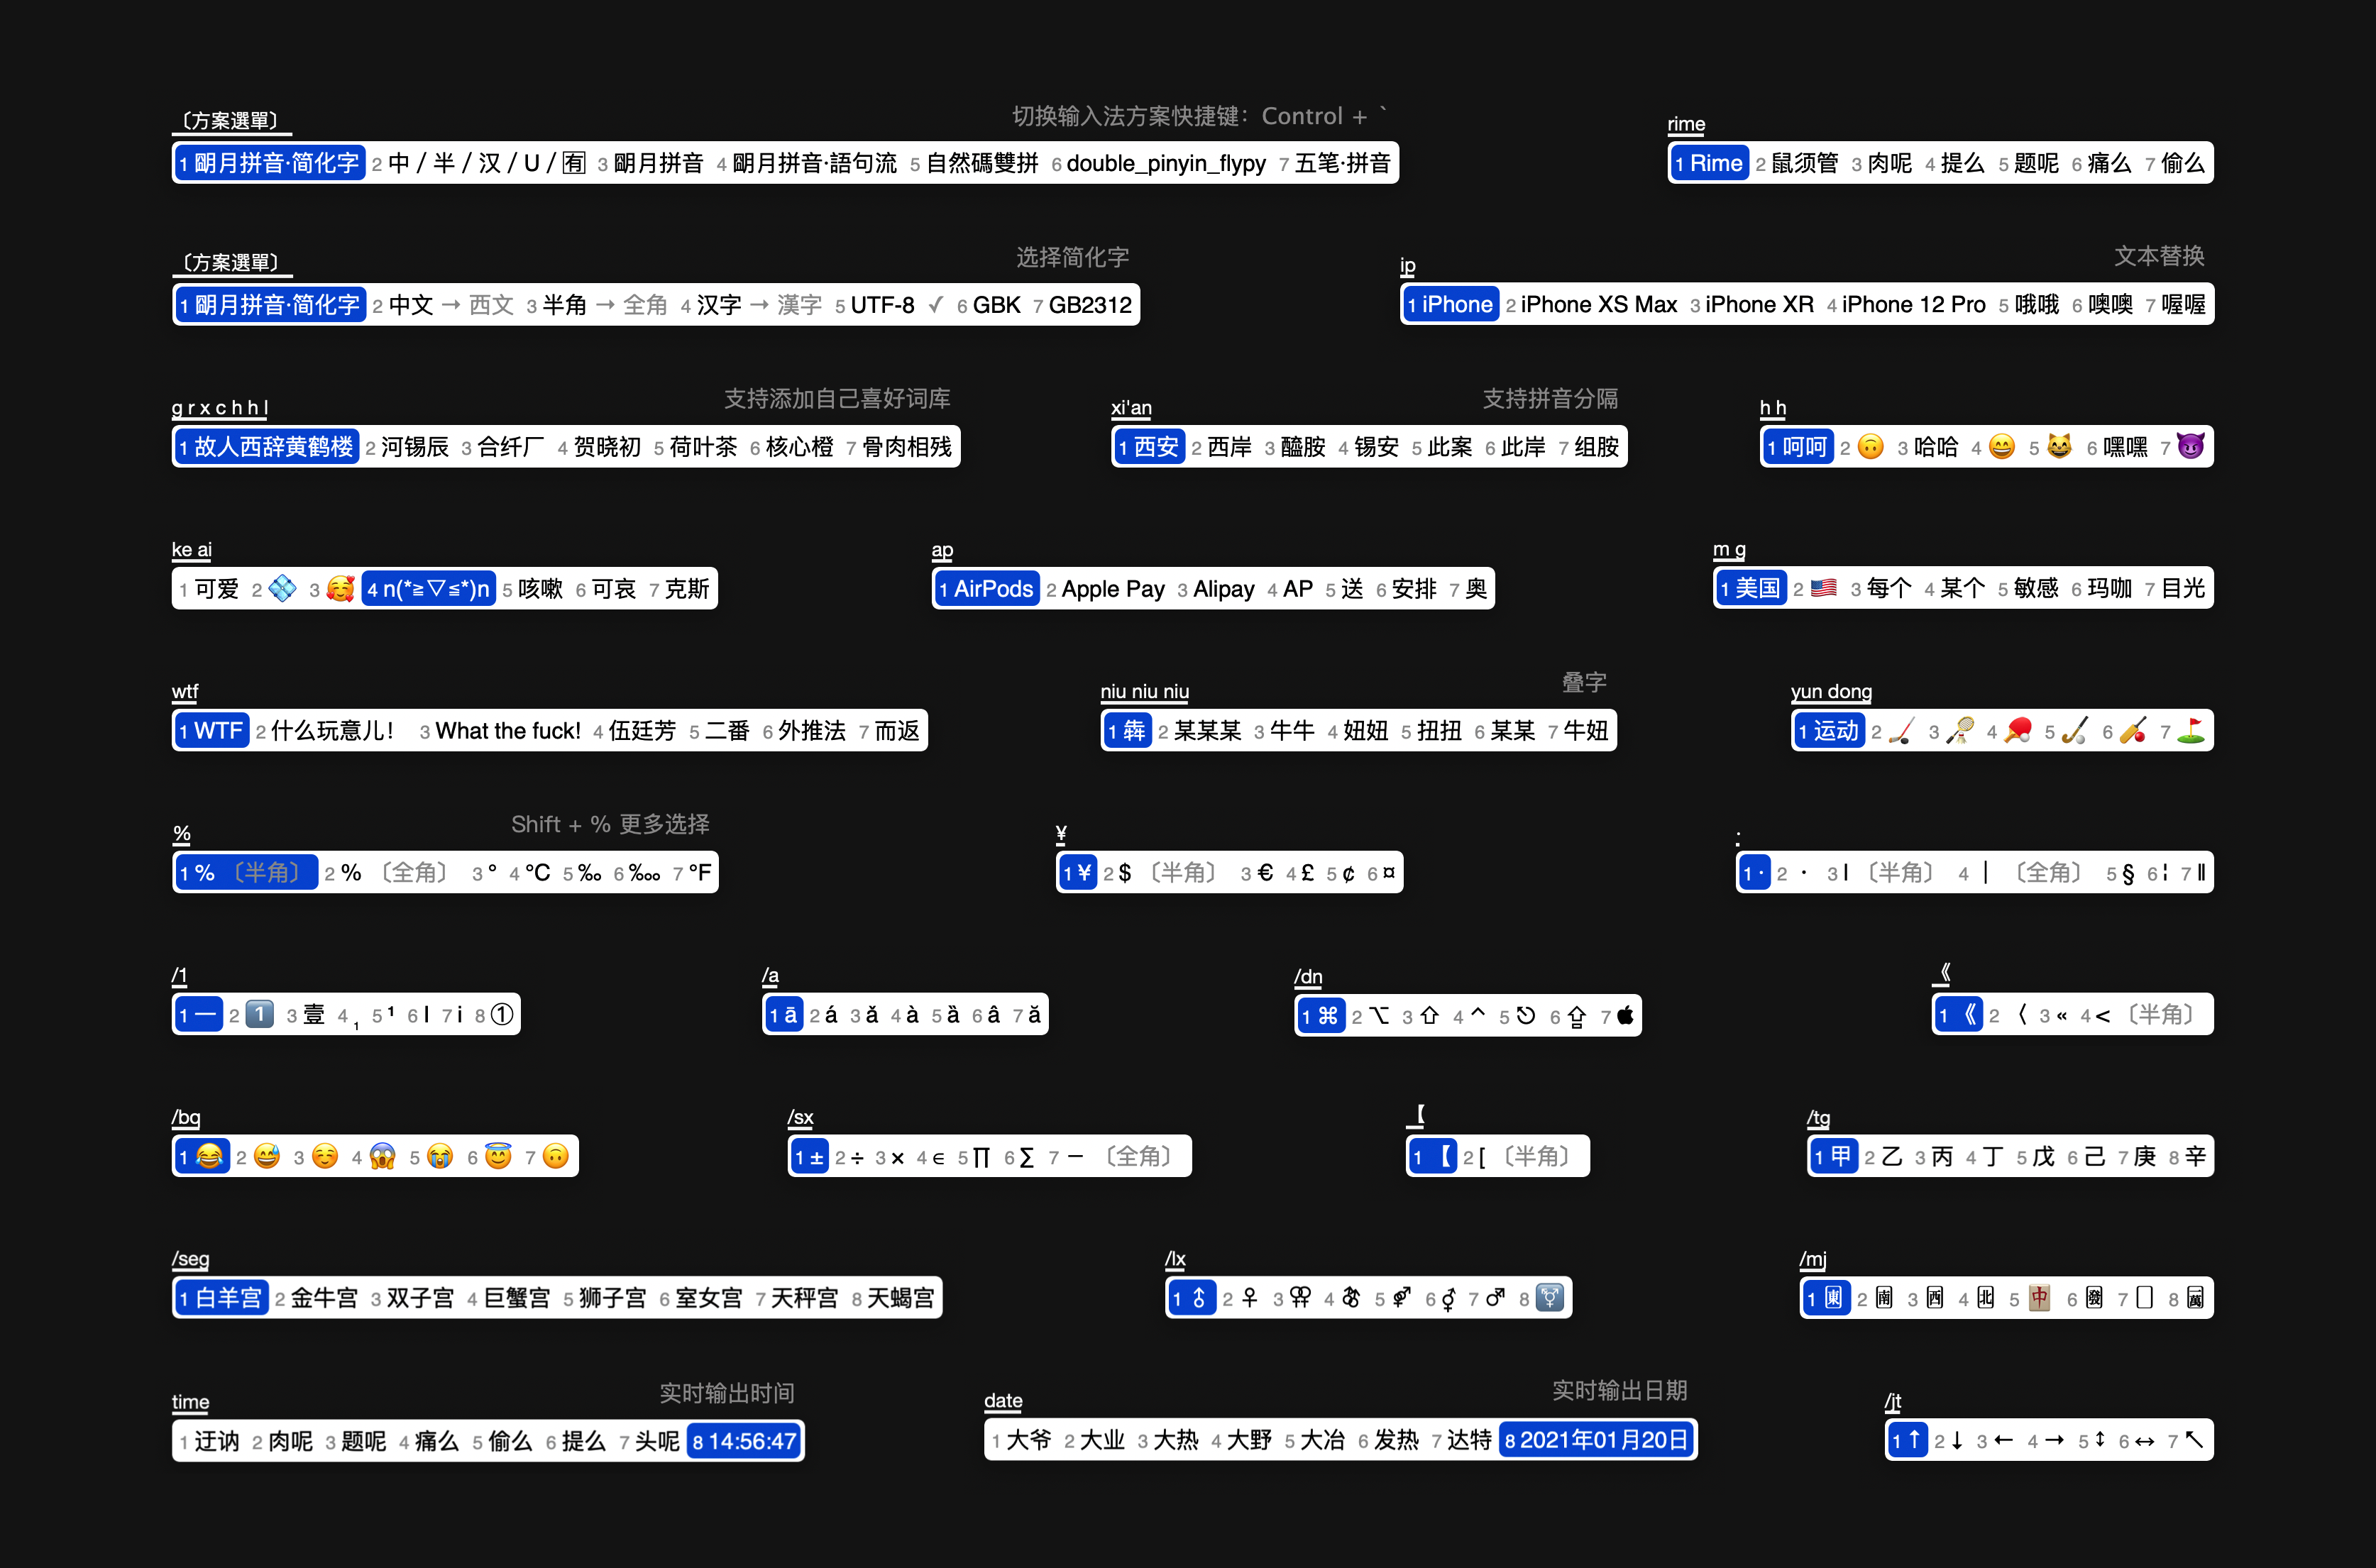 〔方案選單〕 切换输入法方案快捷键：Control + `
1 朙月拼音·简化字 2 中 / 半 / 汉 / U / 🈶 3 朙月拼音 4 朙月拼音·語句流 5 自然碼雙拼 6 double_pinyin_flypy 7 五笔·拼音
rime
1 Rime 2 鼠须管 3 肉呢 4 提么 5 题呢 6 痛么 7 偷么
〔方案選單〕 选择简化字
1 朙月拼音·简化字 2 中文 → 西文 3 半角 → 全角 4 汉字 → 漢字 5 UTF-8 ✓ 6 GBK 7 GB2312
ip 文本替换
1 iPhone 2 iPhone XS Max 3 iPhone XR 4 iPhone 12 Pro 5 哦哦 6 噢噢 7 喔喔
g r x c h h l 支持添加自己喜好词库
1 故人西辞黄鹤楼 2 河锡辰 3 合纤厂 4 贺晓初 5 荷叶茶 6 核心橙 7 骨肉相残
xi'an 支持拼音分隔
1 西安 2 西岸 3 醯胺 4 锡安 5 此案 6 此岸 7 组胺
h h
1 呵呵 2 🙃 3 哈哈 4 😄 5 😺 6 嘿嘿 7 😈
ke ai
1 可爱 2 💠 3 🥰 4 n(*≧▽≦*)n 5 咳嗽 6 可哀 7 克斯
ap
1 AirPods 2 Apple Pay 3 Alipay 4 AP 5 送 6 安排 7 奥
m g
1 美国 2 🇺🇸 3 每个 4 某个 5 敏感 6 玛咖 7 目光
wtf
1 WTF 2 什么玩意儿！ 3 What the fuck! 4 伍廷芳 5 二番 6 外推法 7 而返
niu niu niu 叠字
1 犇 2 某某某 3 牛牛 4 妞妞 5 扭扭 6 某某 7 牛妞
yun dong
1 运动 2 🏒 3 🏸 4 🏓 5 🏑 6 🏏 7 ⛳
% Shift + % 更多选择
1 % 〔半角〕 2 % 〔全角〕 3 ° 4 ℃ 5 ‰ 6 ‱ 7 ℉
¥
1 ¥ 2 $ 〔半角〕 3 € 4 £ 5 ¢ 6 ¤
·
1 · 2 ・ 3 | 〔半角〕 4 ｜ 〔全角〕 5 § 6 ¦ 7 ‖
/1
1 一 2 1️⃣ 3 壹 4 ₁ 5 ¹ 6 Ⅰ 7 ⅰ 8 ①
/a
1 ā 2 á 3 ǎ 4 à 5 ȁ 6 â 7 ă
/dn
1 ⌘ 2 ⌥ 3 ⇧ 4 ⌃ 5 ⎋ 6 ⇪ 7 
《
1 《 2 〈 3 « 4 < 〔半角〕
/bq
1 😂 2 😅 3 ☺️ 4 😱 5 😭 6 😇 7 🙃
/sx
1 ± 2 ÷ 3 × 4 ∈ 5 ∏ 6 ∑ 7 － 〔全角〕
【
1 【 2 [ 〔半角〕
/tg
1 甲 2 乙 3 丙 4 丁 5 戊 6 己 7 庚 8 辛
/seg
1 白羊宫 2 金牛宫 3 双子宫 4 巨蟹宫 5 狮子宫 6 室女宫 7 天秤宫 8 天蝎宫
/lx
1 ⚨ 2 ♀ 3 ⚢ 4 ⚣ 5 ⚤ 6 ⚥ 7 ♂ 8 ⚧️
/mj
1 🀀 2 🀁 3 🀂 4 🀃 5 🀄 6 🀅 7 🀆 8 🀇
time 实时输出时间
1 迂讷 2 肉呢 3 题呢 4 痛么 5 偷么 6 提么 7 头呢 8 14:56:47
date 实时输出日期
1 大爷 2 大业 3 大热 4 大野 5 大冶 6 发热 7 达特 8 2021年01月20日
/jt
1 ↑ 2 ↓ 3 ← 4 → 5 ↕ 6 ↔ 7 ↖